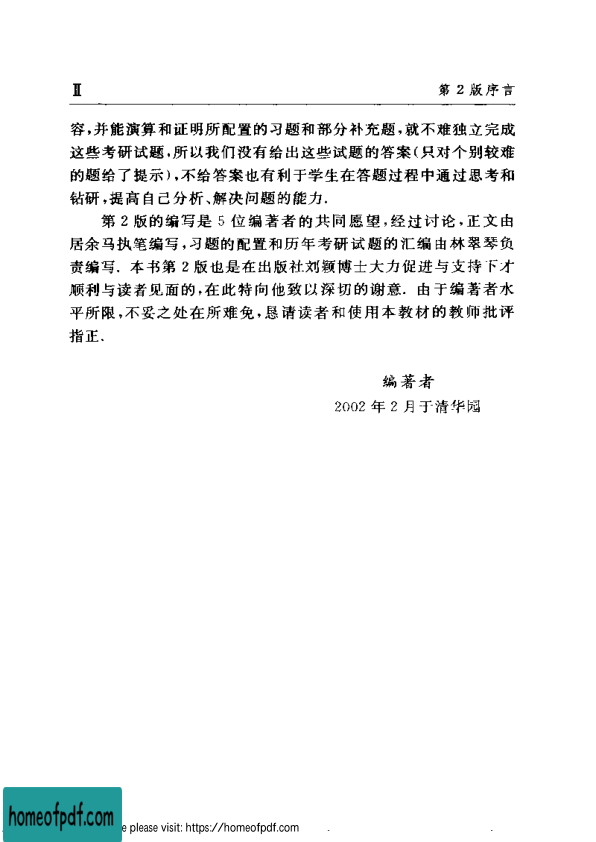 Ⅱ 第2版序言
容,并能演算和证明所配置的习题和部分补充题,就不难独立完成
这些考研试题,所以我们没有给出这些试题的答案(只对个别较难
的题给了提示),不给答案也有利于学生在答题过程中通过思考和
钻研,提高自己分析、解决问题的能力.
第2版的编写是5位编著者的共同愿望,经过讨论,正文由
居余马执笔编写,习题的配置和历年考研试题的汇编由林翠琴负
责编写. 本书第2版也是在出版社刘颖博士大力促进与支持下才
顺利与读者见面的,在此特向他致以深切的谢意. 由于编著者水
平所限,不妥之处在所难免,恳请读者和使用本教材的教师批评
指正.
编著者
2002年2月于清华园
homeofpdf.com
e please visit: https://homeofpdf.com